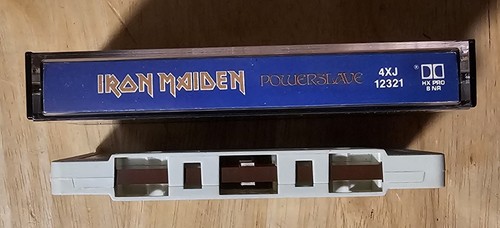 IRON MAIDEN POWERSLAVE
4XJ
12321
®
HX PRO
B NR